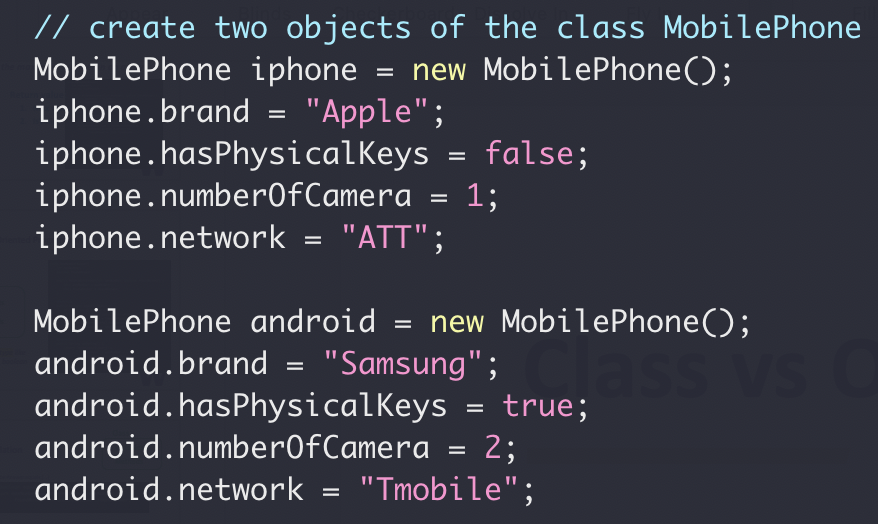 // create two objects of the class MobilePhone
MobilePhone iphone = new MobilePhone();
iphone.brand = "Apple";
iphone.hasPhysicalKeys = false;
iphone.numberOfCamera = 1;
iphone.network = "ATT";
MobilePhone android = new MobilePhone();
android.brand = "Samsung";
Class vs
android.hasPhysicalKeys = true;
android.numberOfCamera = 2;
android.network = "Tmobile";